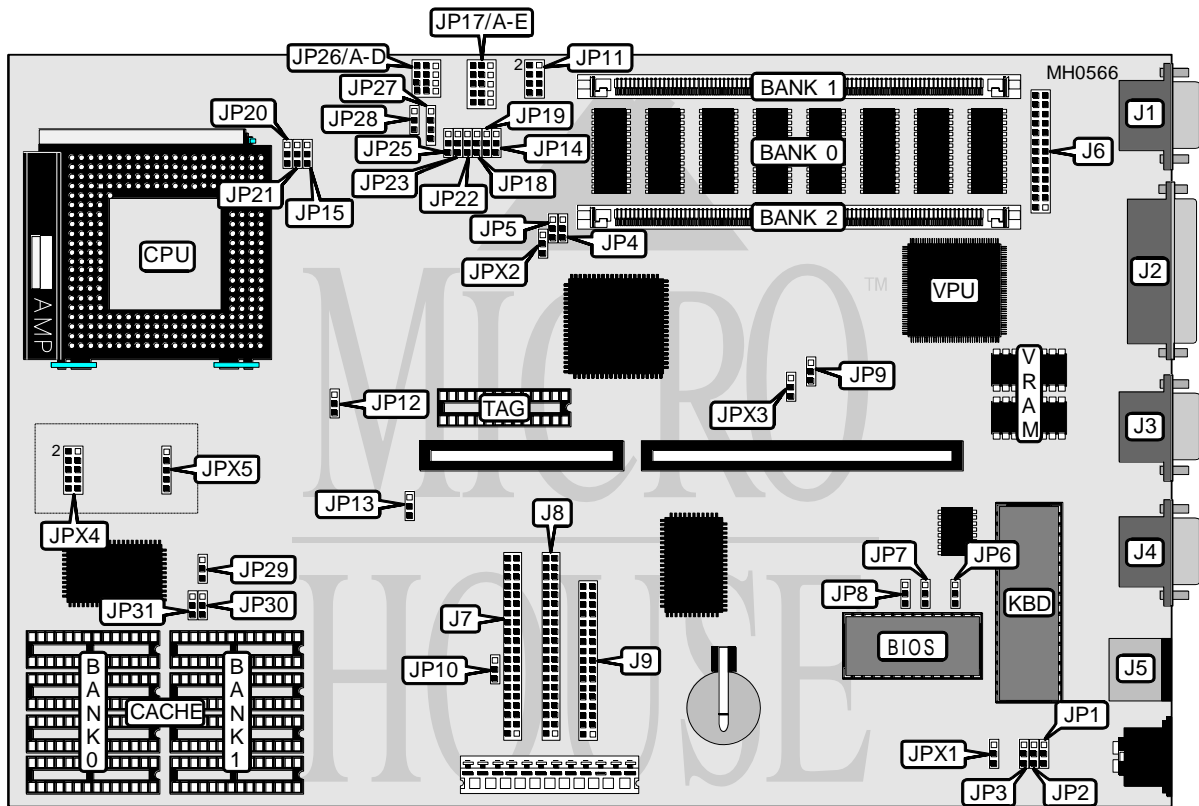 JP17/A-E
JP26/A-D
JP11
2
MH0566
JP27
BANK 1
J1
JP20
JP28
JP19
BANK 0
J6
JP25
JP14
JP23
JP18
JP21
JP22
JP15
BANK 2
JP5
JP4
CPU
JPX2
J2
VPU
MICRO
™
AMP
JP9
VRAM
JP12
TAG
JPX3
J3
2
JPX5
JP13
J8
JPX4
J4
JP7
JP6
JP29
JP8
KBD
JP31
JP30
J7
HOUSE
BIOS
BANK0
BANK1
J9
JP10
J5
CACHE
JP1
JPX1
JP3
JP2